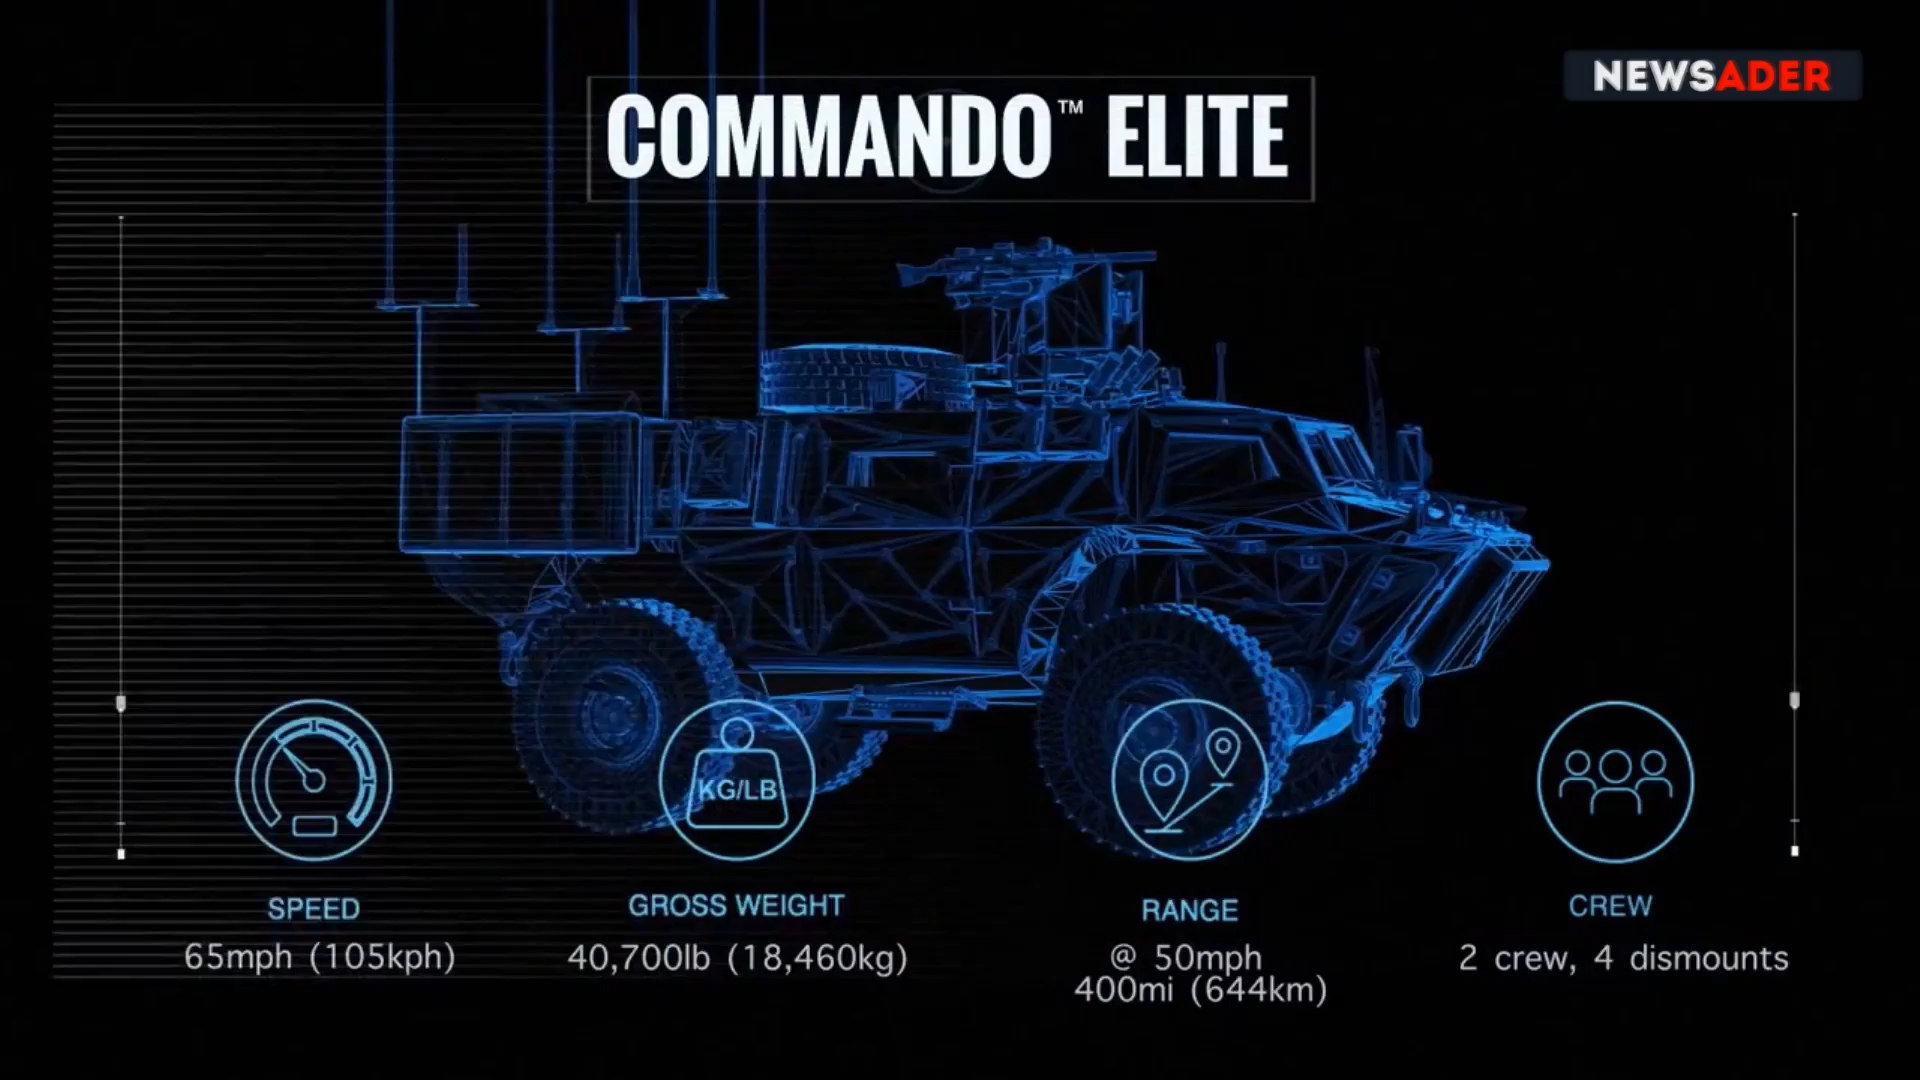 NEWSADER
COMMANDO™ ELITE
KG/LB
SPEED
65mph (105kph)
GROSS WEIGHT
40,700lb (18,460kg)
RANGE
@ 50mph
400mi (644km)
CREW
2 crew, 4 dismounts